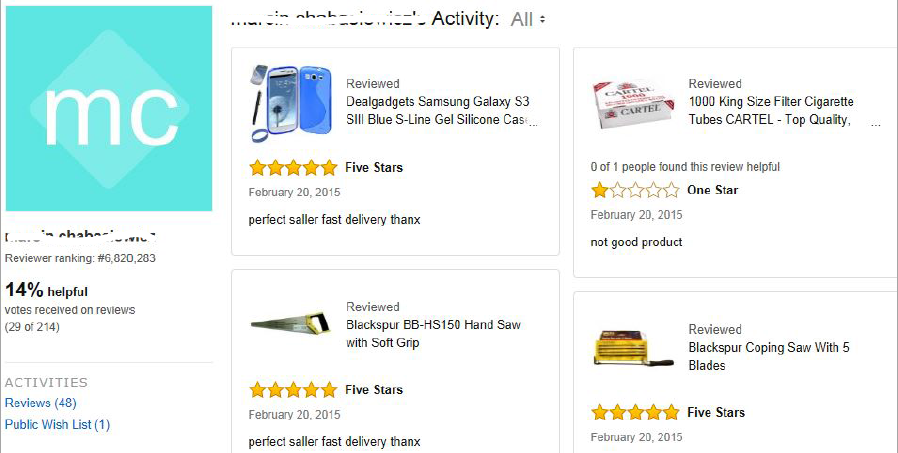 Activity: All
mc
Reviewer ranking: #6,820,283
14% helpful
votes received on reviews
(29 of 214)
ACTIVITIES
Reviews (48)
Public Wish List (1)
Reviewed
Dealgadgets Samsung Galaxy S3
SIII Blue S-Line Gel Silicone Case...
Five Stars
February 20, 2015
perfect saller fast delivery thanx
Reviewed
Blackspur BB-HS150 Hand Saw
with Soft Grip
Five Stars
February 20, 2015
perfect saller fast delivery thanx
CARTEL
1000
CARTEL
Reviewed
1000 King Size Filter Cigarette
Tubes CARTEL - Top Quality, ...
0 of 1 people found this review helpful
One Star
February 20, 2015
not good product
Reviewed
Blackspur Coping Saw With 5
Blades
Five Stars
February 20, 2015